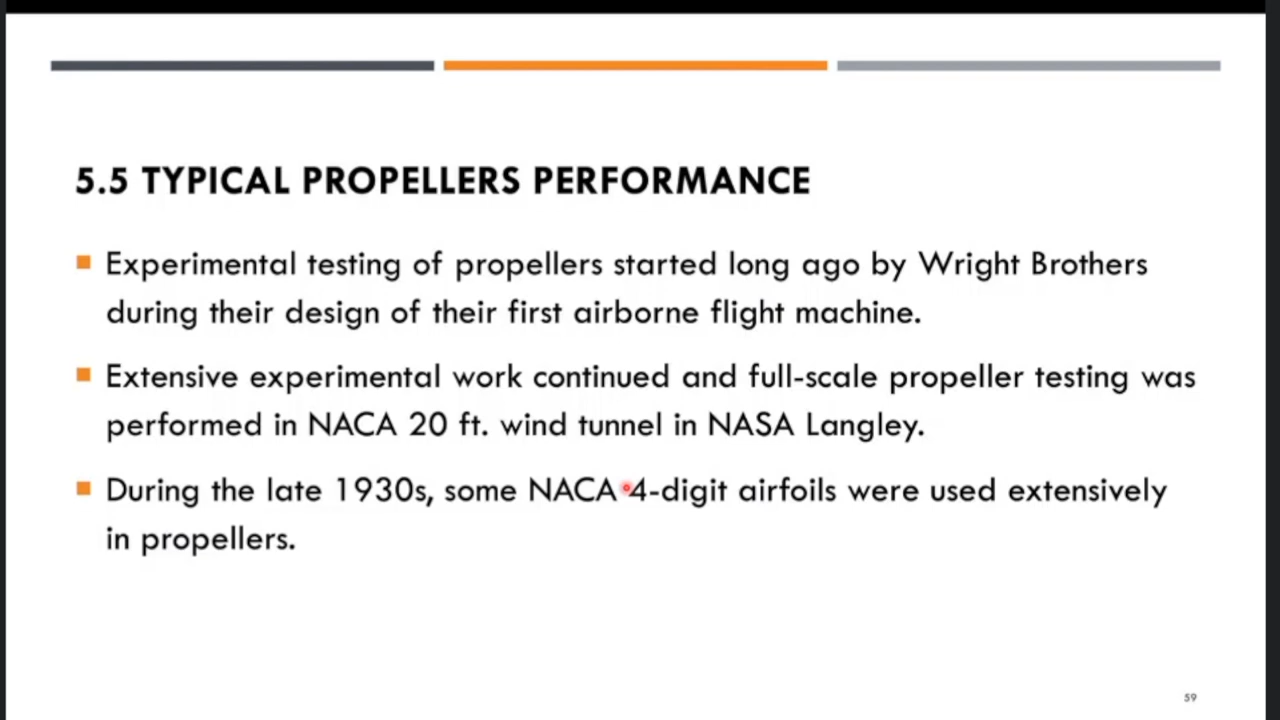 5.5 TYPICAL PROPELLERS PERFORMANCE
Experimental testing of propellers started long ago by Wright Brothers
during their design of their first airborne flight machine.
Extensive experimental work continued and full-scale propeller testing was
performed in NACA 20 ft. wind tunnel in NASA Langley.
During the late 1930s, some NACA 4-digit airfoils were used extensively
in propellers.
59